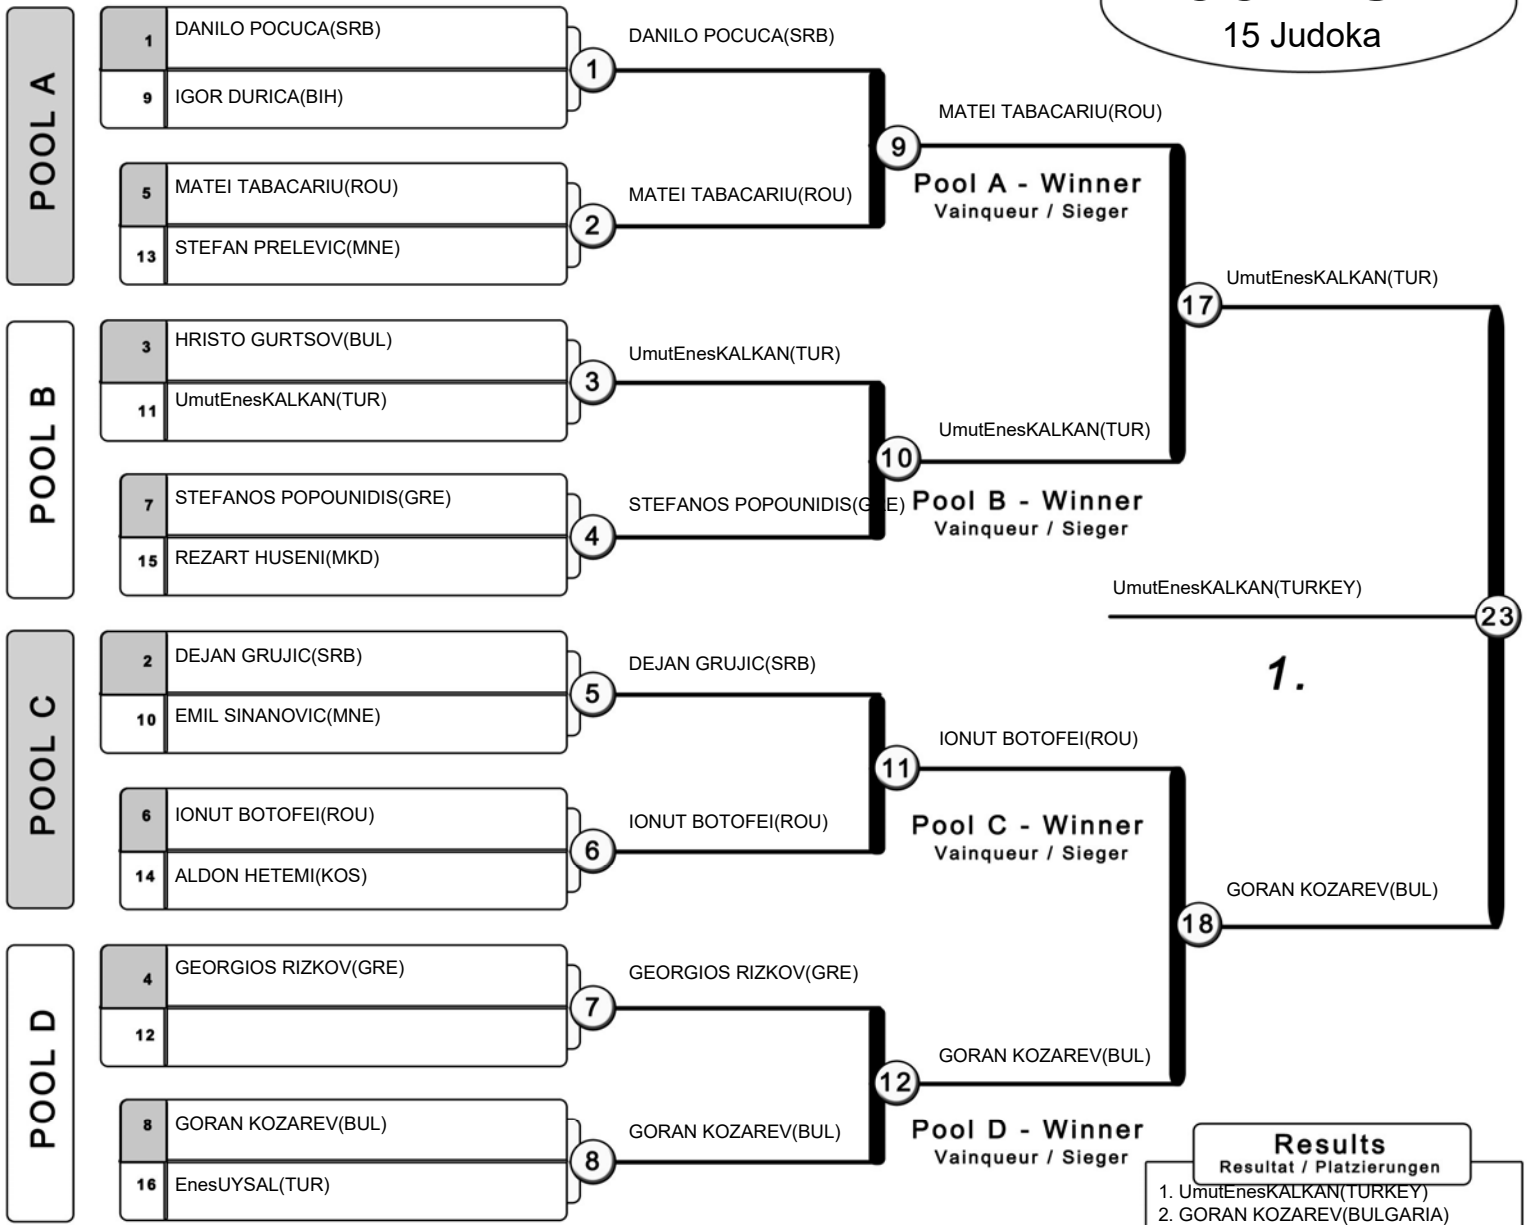 15 Judoka
POOL A
1 DANILO POCUCA(SRB)
9 IGOR DURICA(BIH)
1
5 MATEI TABACARIU(ROU)
13 STEFAN PRELEVIC(MNE)
2
DANILO POCUCA(SRB)
MATEI TABACARIU(ROU)
9
MATEI TABACARIU(ROU)
Pool A - Winner
Vainqueur / Sieger
POOL B
3 HRISTO GURTSOV(BUL)
11 UmutEnesKALKAN(TUR)
3
7 STEFANOS POPOUNIDIS(GRE)
15 REZART HUSENI(MKD)
4
UmutEnesKALKAN(TUR)
STEFANOS POPOUNIDIS(GRE)
10
UmutEnesKALKAN(TUR)
Pool B - Winner
Vainqueur / Sieger
17
UmutEnesKALKAN(TUR)
POOL C
2 DEJAN GRUJIC(SRB)
10 EMIL SINANOVIC(MNE)
5
6 IONUT BOTOFEI(ROU)
14 ALDON HETEMI(KOS)
6
DEJAN GRUJIC(SRB)
IONUT BOTOFEI(ROU)
11
IONUT BOTOFEI(ROU)
Pool C - Winner
Vainqueur / Sieger
POOL D
4 GEORGIOS RIZKOV(GRE)
12
7
8 GORAN KOZAREV(BUL)
16 EnesUYSAL(TUR)
8
GEORGIOS RIZKOV(GRE)
GORAN KOZAREV(BUL)
12
GORAN KOZAREV(BUL)
Pool D - Winner
Vainqueur / Sieger
18
GORAN KOZAREV(BUL)
23
UmutEnesKALKAN(TURKEY)
1.
Results
Resultat / Platzierungen
1. UmutEnesKALKAN(TURKEY)
2. GORAN KOZAREV(BULGARIA)